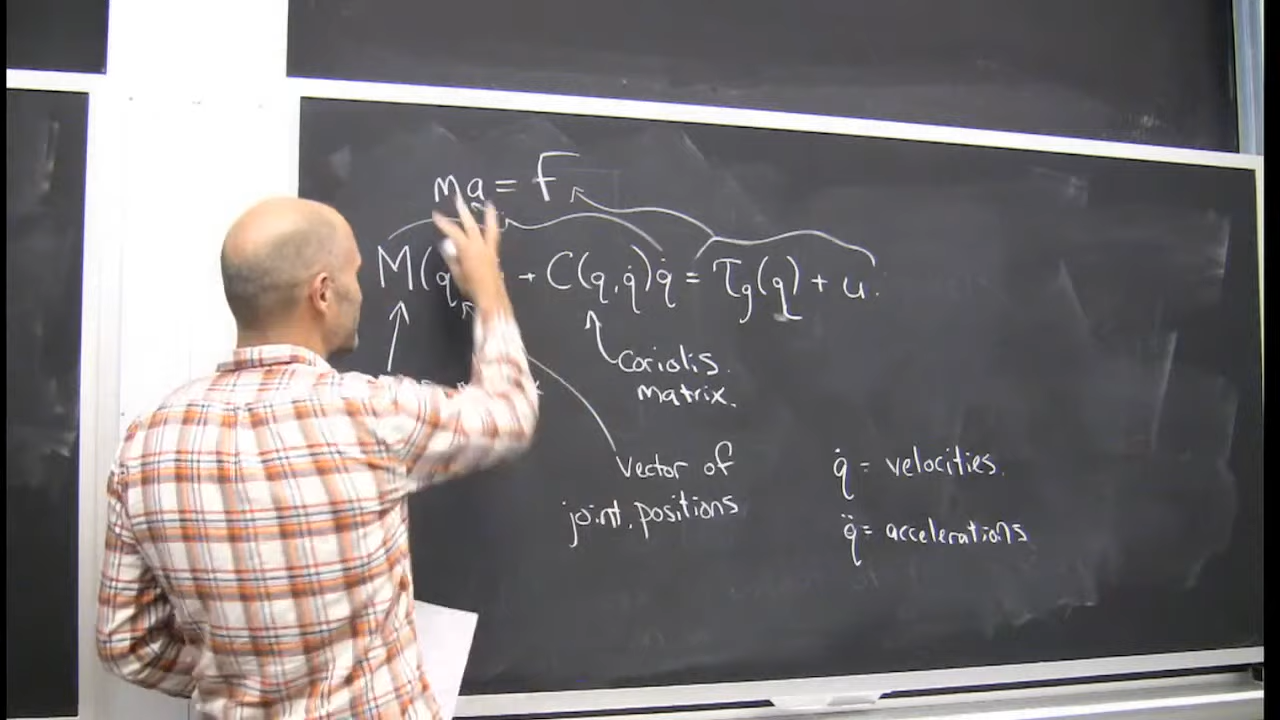 ma = F
M(q + C(q, q̇)q̇ = τg(q) + u
Coriolis
matrix.
vector of
joint positions
q̇ = velocities
q̈ = accelerations